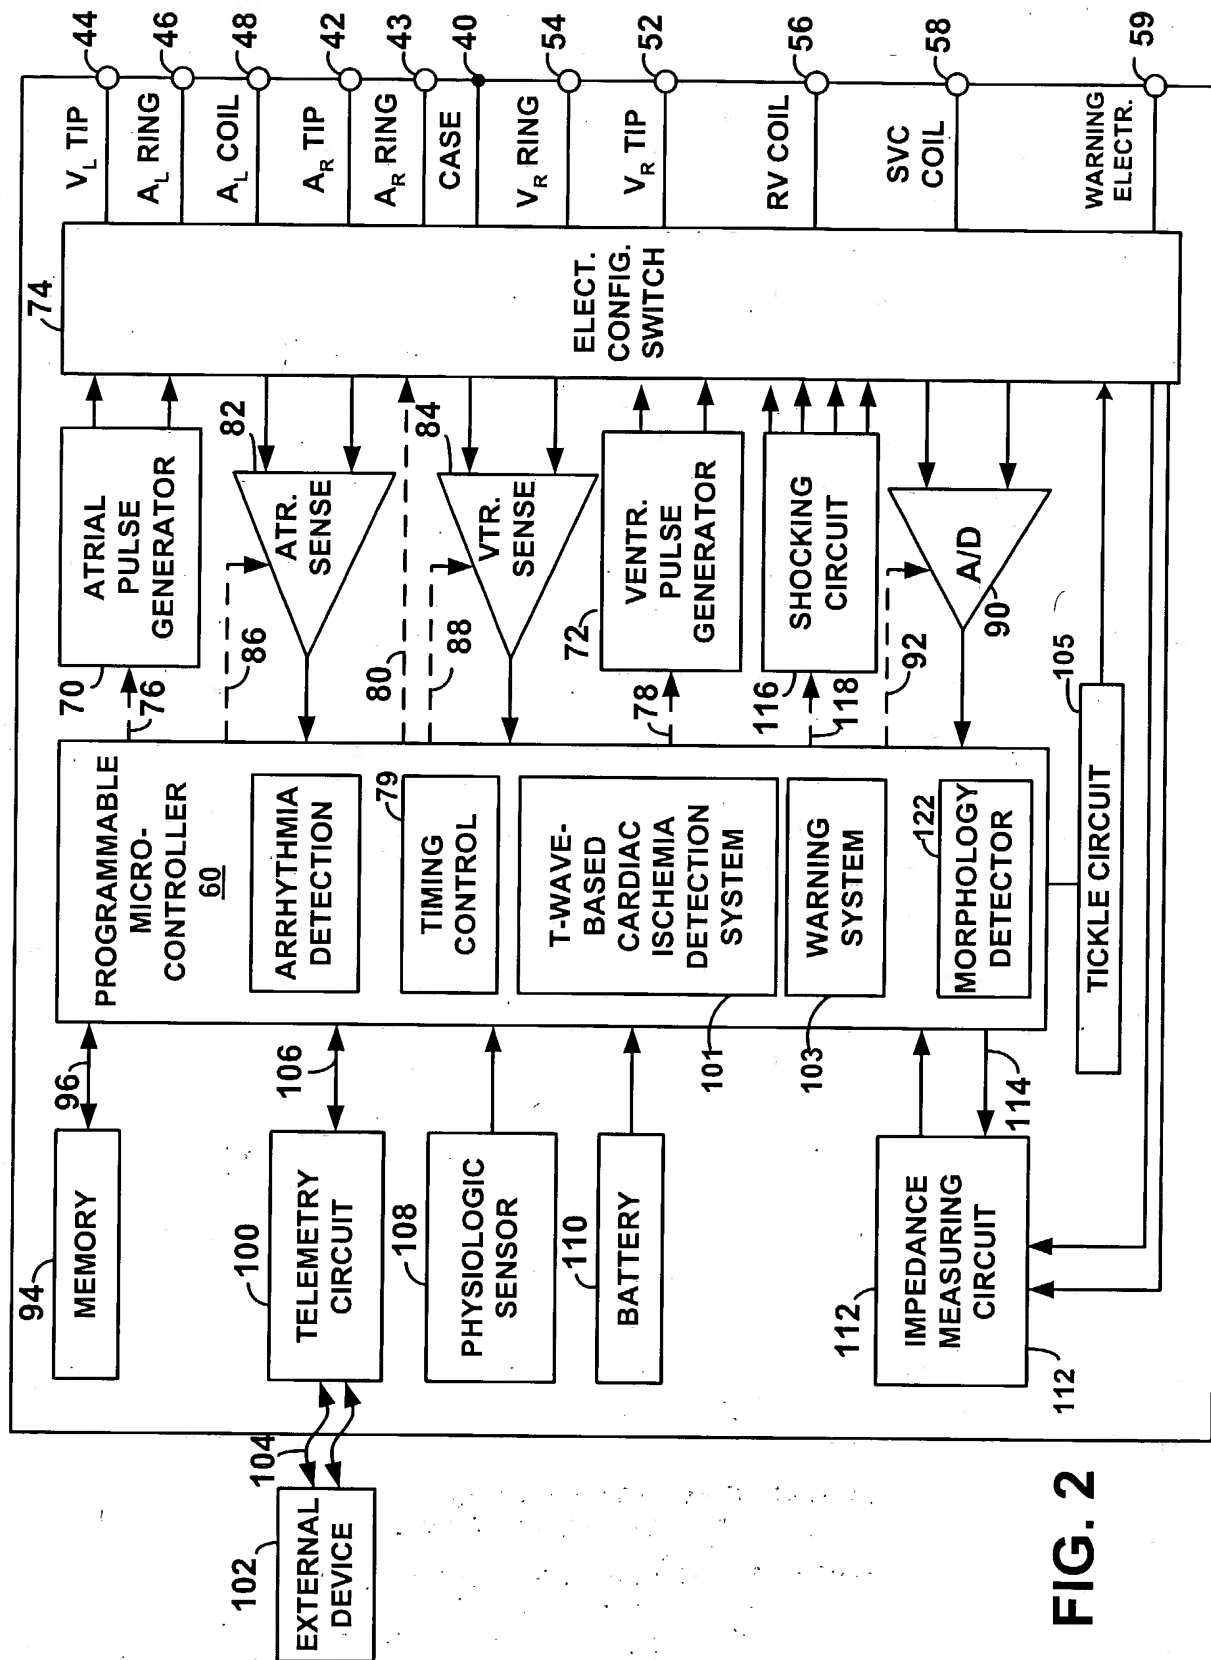 44
46
48
42
43
40
54
52
56
58
59
V_L TIP
A_L RING
A_L COIL
A_R TIP
A_R RING
CASE
V_R RING
V_R TIP
RV COIL
SVC
COIL
WARNING
ELECTR.
74
ELECT.
CONFIG.
SWITCH
ATRIAL
PULSE
GENERATOR
70
76
82
ATR.
SENSE
86
80
84
VTR.
SENSE
88
72
VENTR.
PULSE
GENERATOR
78
SHOCKING
CIRCUIT
116
118
92
A/D
90
105
TICKLE CIRCUIT
PROGRAMMABLE
MICRO-
CONTROLLER
60
ARRHYTHMIA
DETECTION
79
TIMING
CONTROL
T-WAVE-
BASED
CARDIAC
ISCHEMIA
DETECTION
SYSTEM
101
WARNING
SYSTEM
103
122
MORPHOLOGY
DETECTOR
96
MEMORY
94
106
TELEMETRY
CIRCUIT
100
PHYSIOLOGIC
SENSOR
108
BATTERY
110
114
IMPEDANCE
MEASURING
CIRCUIT
112
112
104
EXTERNAL
DEVICE
102
FIG. 2